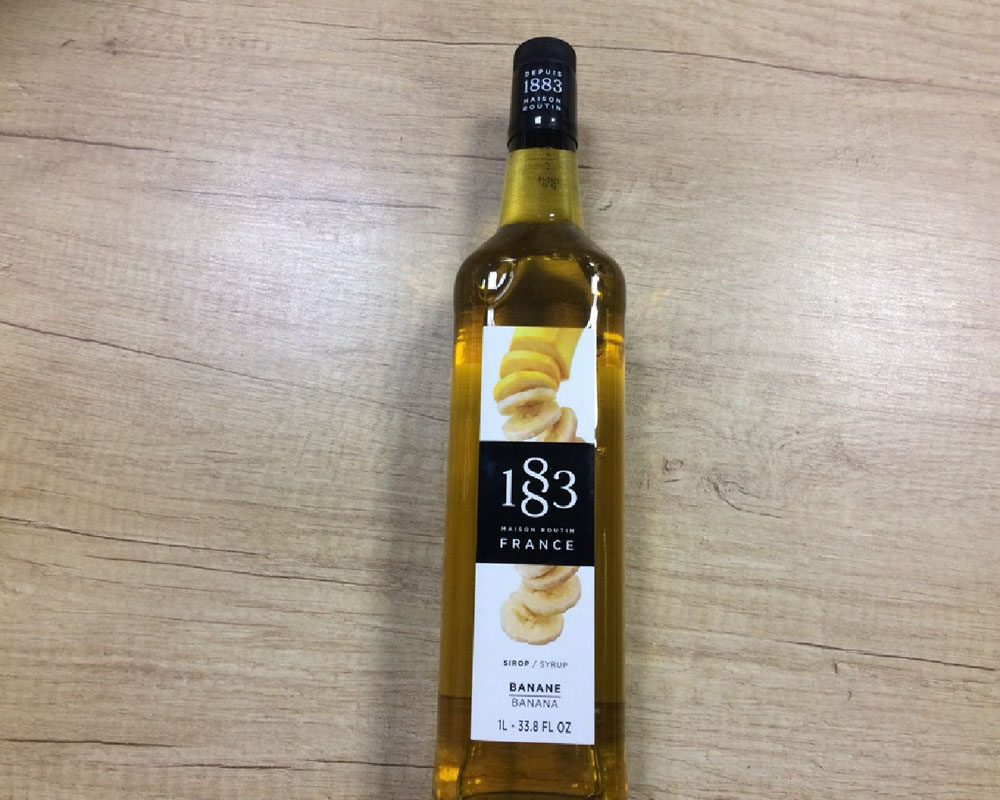 DEPUIS
1883
MAISON
ROUTIN
1883
MAISON ROUTIN
FRANCE
SIROP / SYRUP
BANANE
BANANA
1L - 33.8 FL OZ